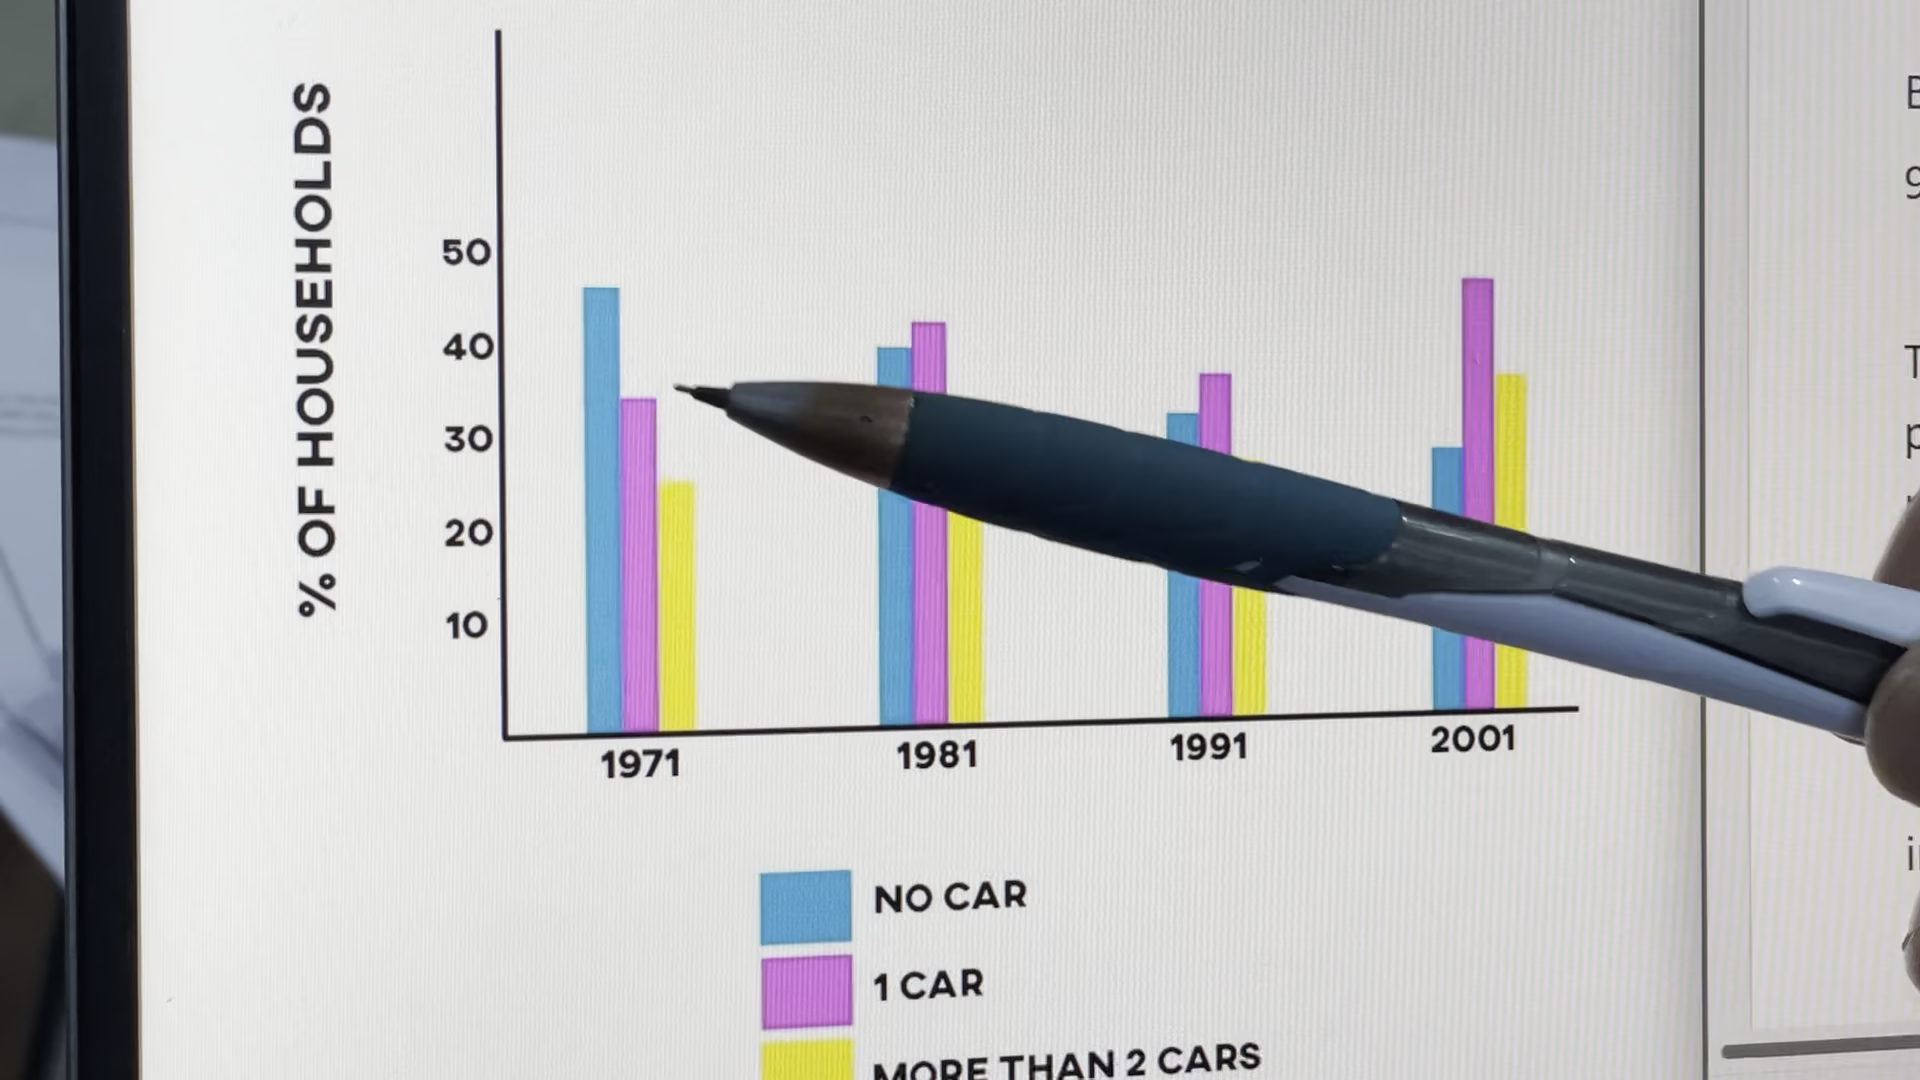 % OF HOUSEHOLDS
50
40
30
20
10
1971 1981 1991 2001
NO CAR
1 CAR
MORE THAN 2 CARS